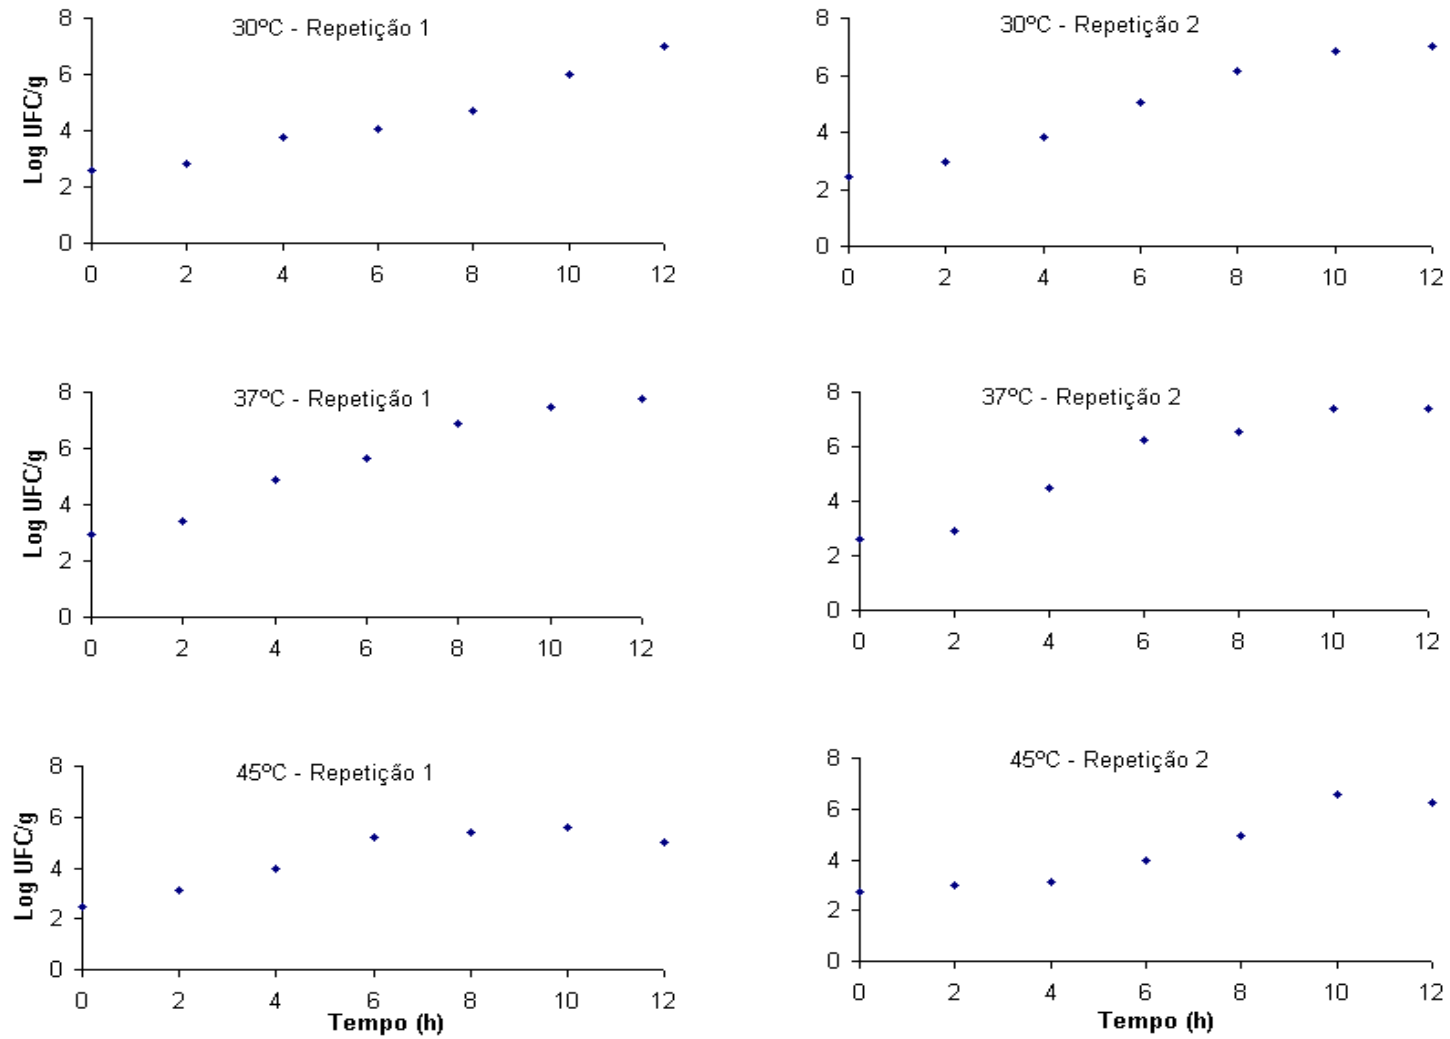 30ºC - Repetição 1
Log UFC/g
8
6
4
2
0
0 2 4 6 8 10 12
30ºC - Repetição 2
8
6
4
2
0
0 2 4 6 8 10 12
37ºC - Repetição 1
Log UFC/g
8
6
4
2
0
0 2 4 6 8 10 12
37ºC - Repetição 2
8
6
4
2
0
0 2 4 6 8 10 12
45ºC - Repetição 1
Log UFC/g
8
6
4
2
0
0 2 4 6 8 10 12
Tempo (h)
45ºC - Repetição 2
8
6
4
2
0
0 2 4 6 8 10 12
Tempo (h)